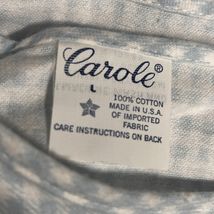 Carole®
L
100% COTTON
MADE IN U.S.A.
OF IMPORTED
FABRIC
CARE INSTRUCTIONS ON BACK